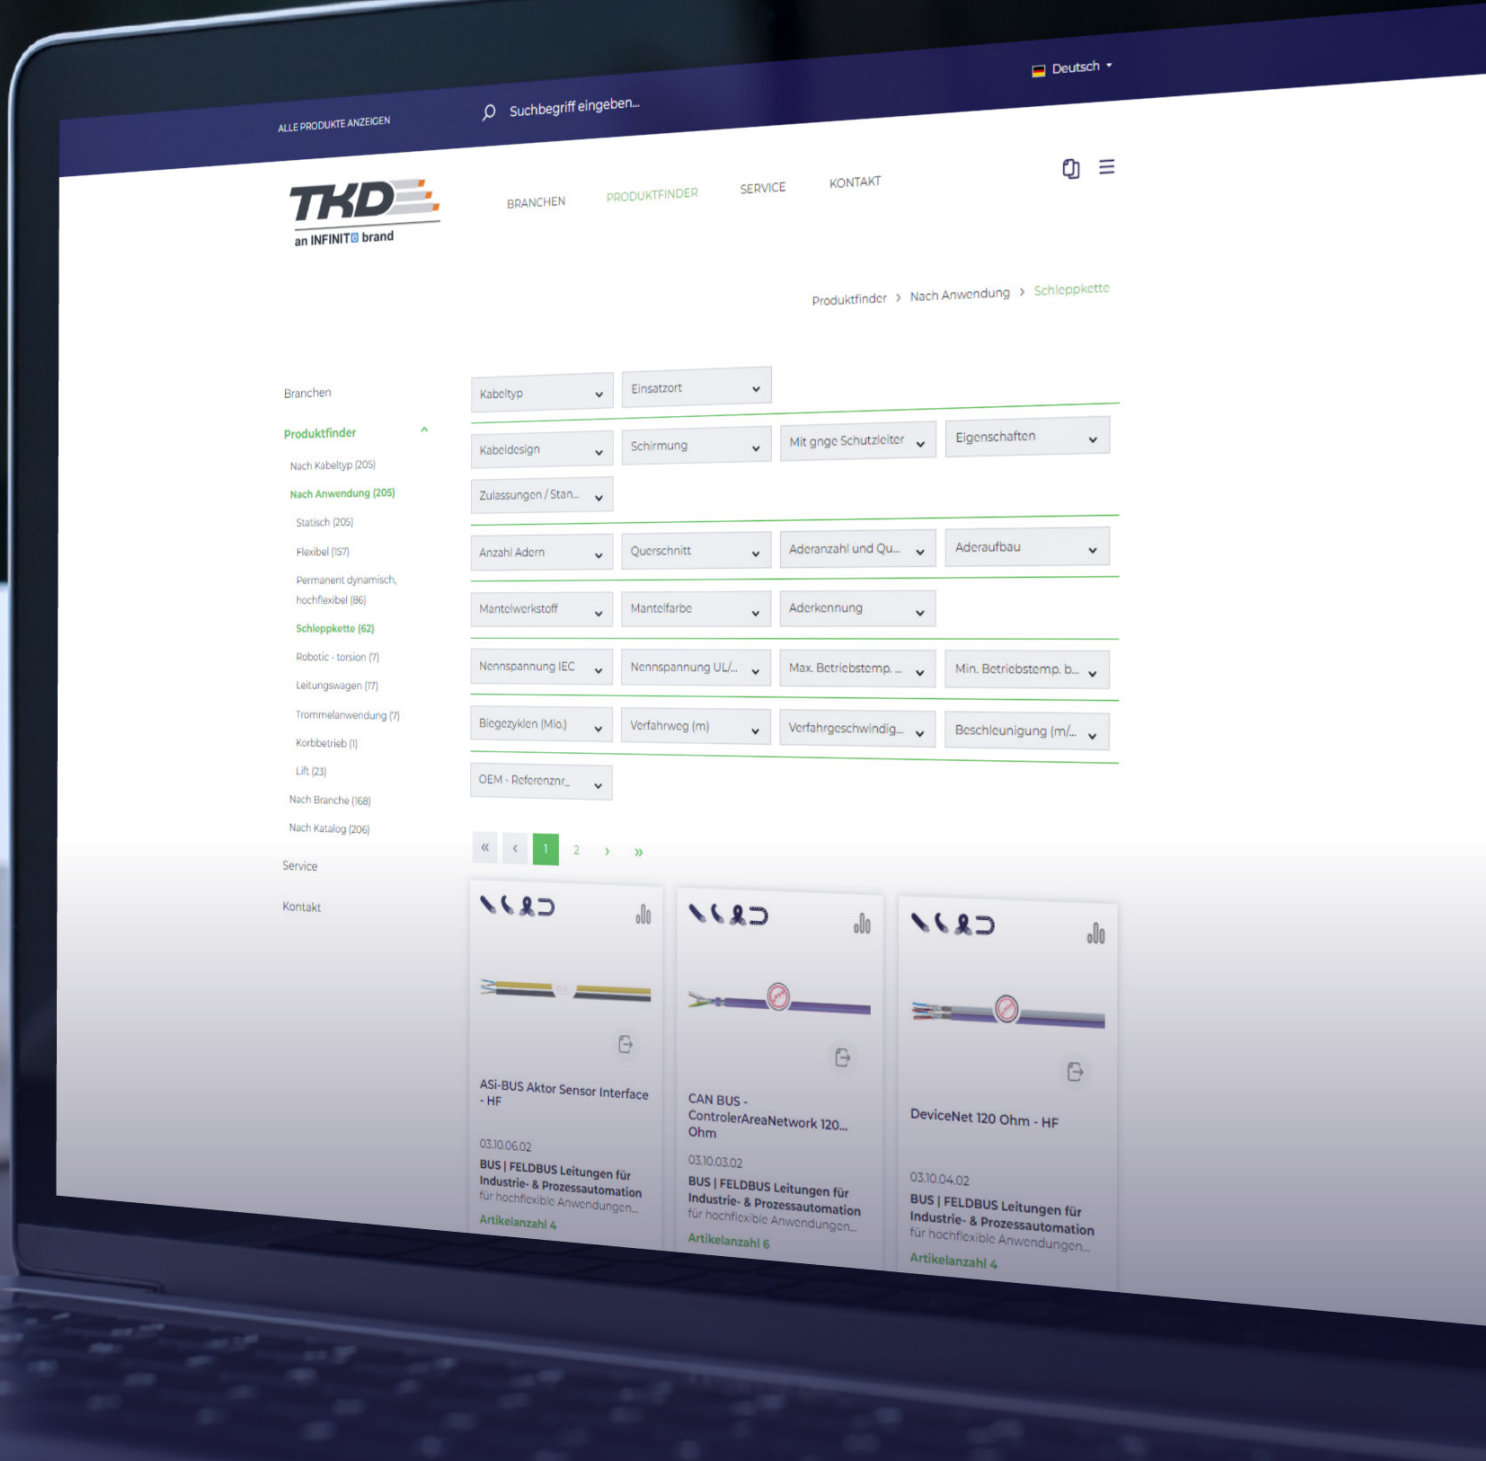 ALLE PRODUKTE ANZEIGEN
Suchbegriff eingeben...
Deutsch
TKD
an INFINIT brand
BRANCHEN
PRODUKTFINDER
SERVICE
KONTAKT
Produktfinder > Nach Anwendung > Schleppkette
Branchen
Produktfinder
Nach Kabeltyp (205)
Nach Anwendung (205)
Statisch (205)
Flexibel (157)
Permanent dynamisch,
hochflexibel (86)
Schleppkette (62)
Robotic - torsion (7)
Leitungswagen (17)
Trommelanwendung (7)
Korbbetrieb (1)
Lift (23)
Nach Branche (168)
Nach Katalog (206)
Service
Kontakt
Kabeltyp
Einsatzort
Kabeldesign
Schirmung
Mit gnge Schutzleiter
Eigenschaften
Zulassungen / Stan...
Anzahl Adern
Querschnitt
Aderanzahl und Qu...
Aderaufbau
Mantelwerkstoff
Mantelfarbe
Aderkennung
Nennspannung IEC
Nennspannung UL/...
Max. Betriebstemp. ...
Min. Betriebstemp. b...
Biegezyklen (Mio.)
Verfahrweg (m)
Verfahrgeschwindig...
Beschleunigung (m/...
OEM - Referenznr...
« ‹ 1 2 › »
ASi-BUS Aktor Sensor Interface
- HF
03.10.06.02
BUS | FELDBUS Leitungen für
Industrie- & Prozessautomation
für hochflexible Anwendungen...
Artikelanzahl 4
CAN BUS -
ControlerAreaNetwork 120...
Ohm
03.10.03.02
BUS | FELDBUS Leitungen für
Industrie- & Prozessautomation
für hochflexible Anwendungen...
Artikelanzahl 6
DeviceNet 120 Ohm - HF
03.10.04.02
BUS | FELDBUS Leitungen für
Industrie- & Prozessautomation
für hochflexible Anwendungen...
Artikelanzahl 4